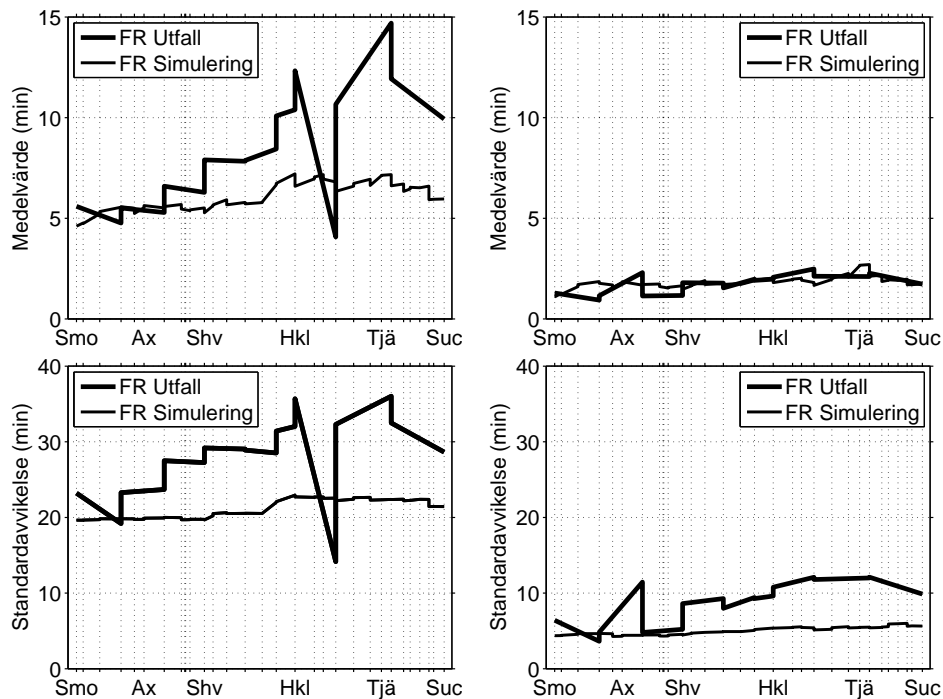 Medelvärde (min)
15
10
5
0
FR Utfall
FR Simulering
Smo Ax Shv Hkl Tjä Suc
Medelvärde (min)
15
10
5
0
FR Utfall
FR Simulering
Smo Ax Shv Hkl Tjä Suc
Standardavvikelse (min)
40
30
20
10
0
FR Utfall
FR Simulering
Smo Ax Shv Hkl Tjä Suc
Standardavvikelse (min)
40
30
20
10
0
FR Utfall
FR Simulering
Smo Ax Shv Hkl Tjä Suc